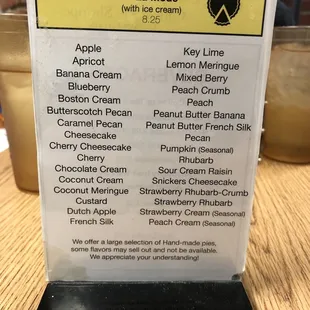 (with ice cream)
8.25
Apple
Apricot
Banana Cream
Blueberry
Boston Cream
Butterscotch Pecan
Caramel Pecan
Cheesecake
Cherry Cheesecake
Cherry
Chocolate Cream
Coconut Cream
Coconut Meringue
Custard
Dutch Apple
French Silk
Key Lime
Lemon Meringue
Mixed Berry
Peach Crumb
Peach
Peanut Butter Banana
Peanut Butter French Silk
Pecan
Pumpkin (Seasonal)
Rhubarb
Sour Cream Raisin
Snickers Cheesecake
Strawberry Rhubarb-Crumb
Strawberry Rhubarb
Strawberry Cream (Seasonal)
Peach Cream (Seasonal)
We offer a large selection of Hand-made pies,
some flavors may sell out and not be available.
We appreciate your understanding!